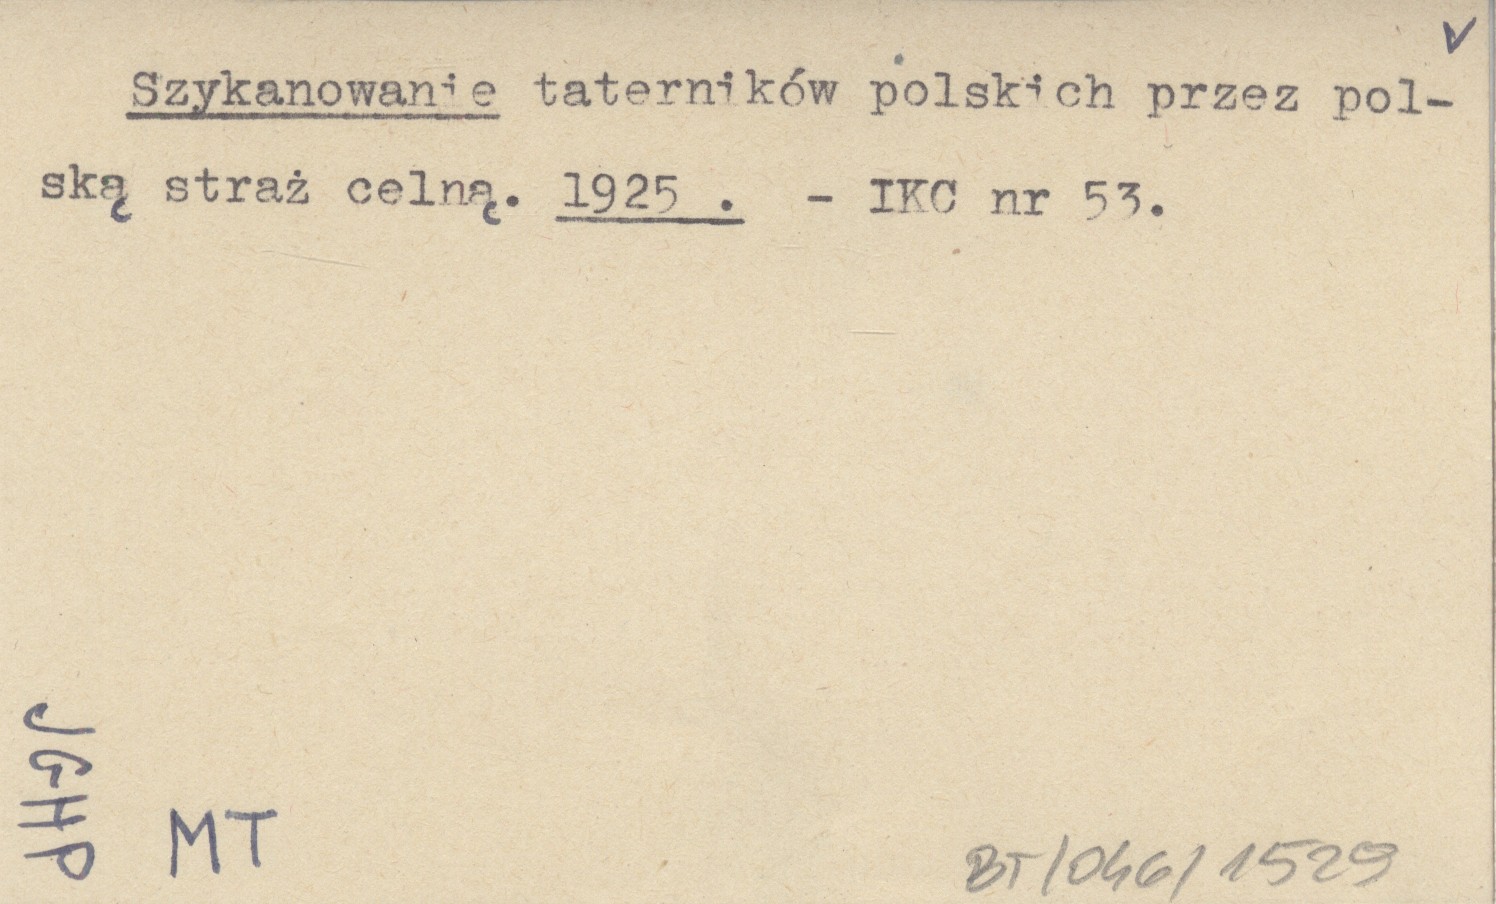 v
Szykanowanie taterników polskich przez pol-
ską straż celną. 1925 . - IKC nr 53.
JGHP
MT
BT/046/1529